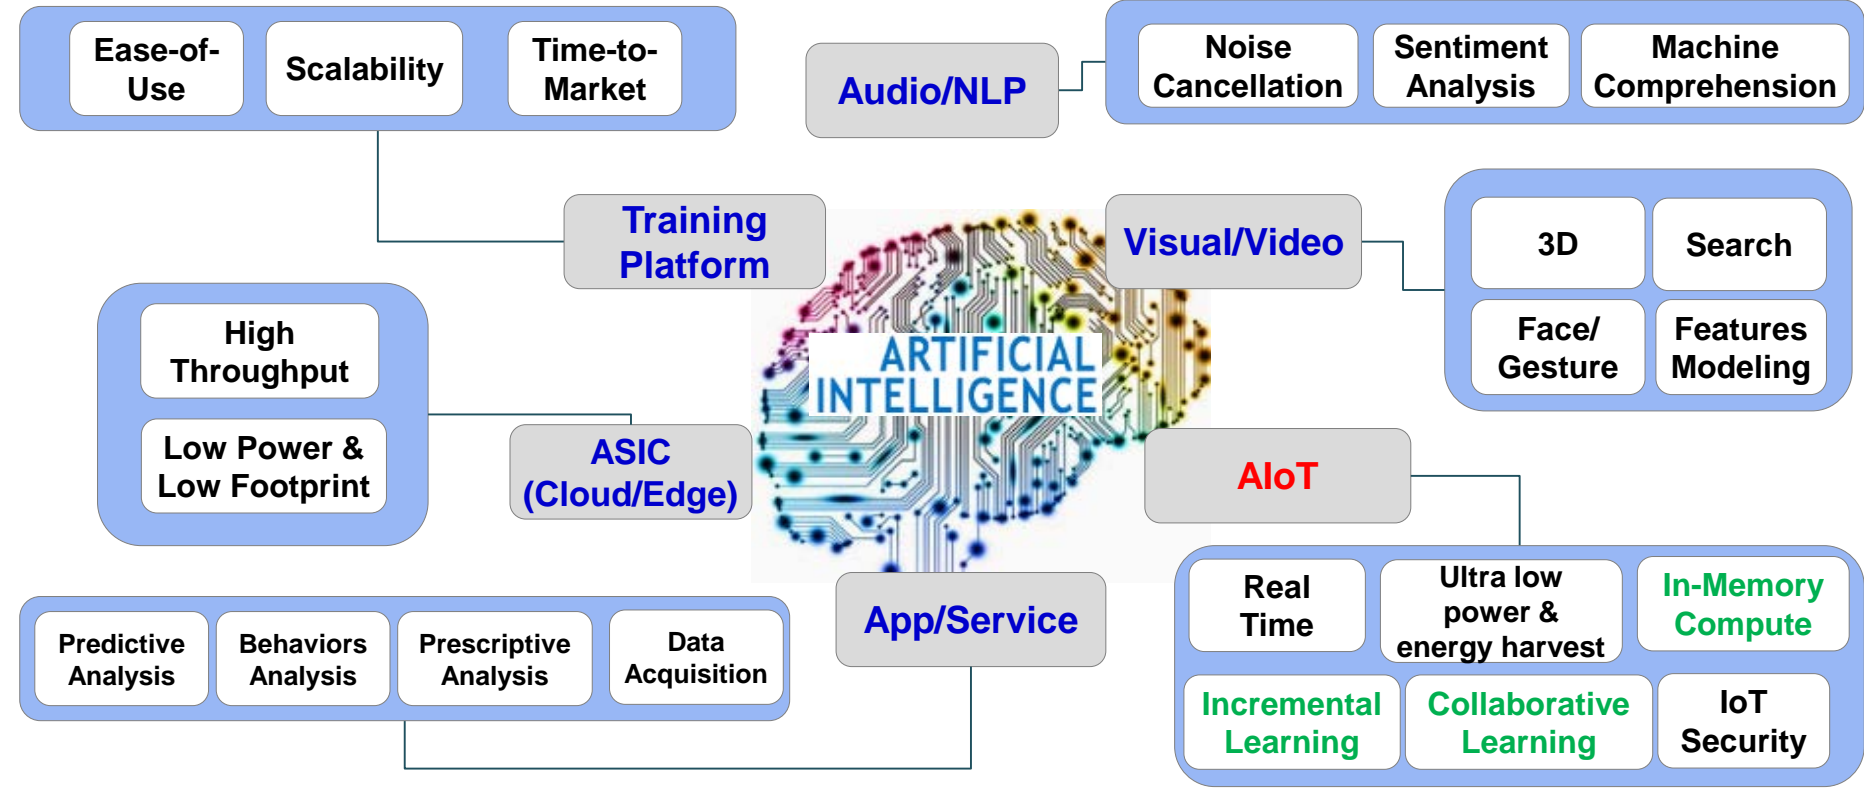 Ease-of-
Use
Scalability
Time-to-
Market
Audio/NLP
Noise
Cancellation
Sentiment
Analysis
Machine
Comprehension
Training
Platform
Visual/Video
3D
Search
Face/
Gesture
Features
Modeling
High
Throughput
Low Power &
Low Footprint
ARTIFICIAL
INTELLIGENCE
ASIC
(Cloud/Edge)
AIoT
App/Service
Predictive
Analysis
Behaviors
Analysis
Prescriptive
Analysis
Data
Acquisition
Real
Time
Ultra low
power &
energy harvest
In-Memory
Compute
Incremental
Learning
Collaborative
Learning
IoT
Security